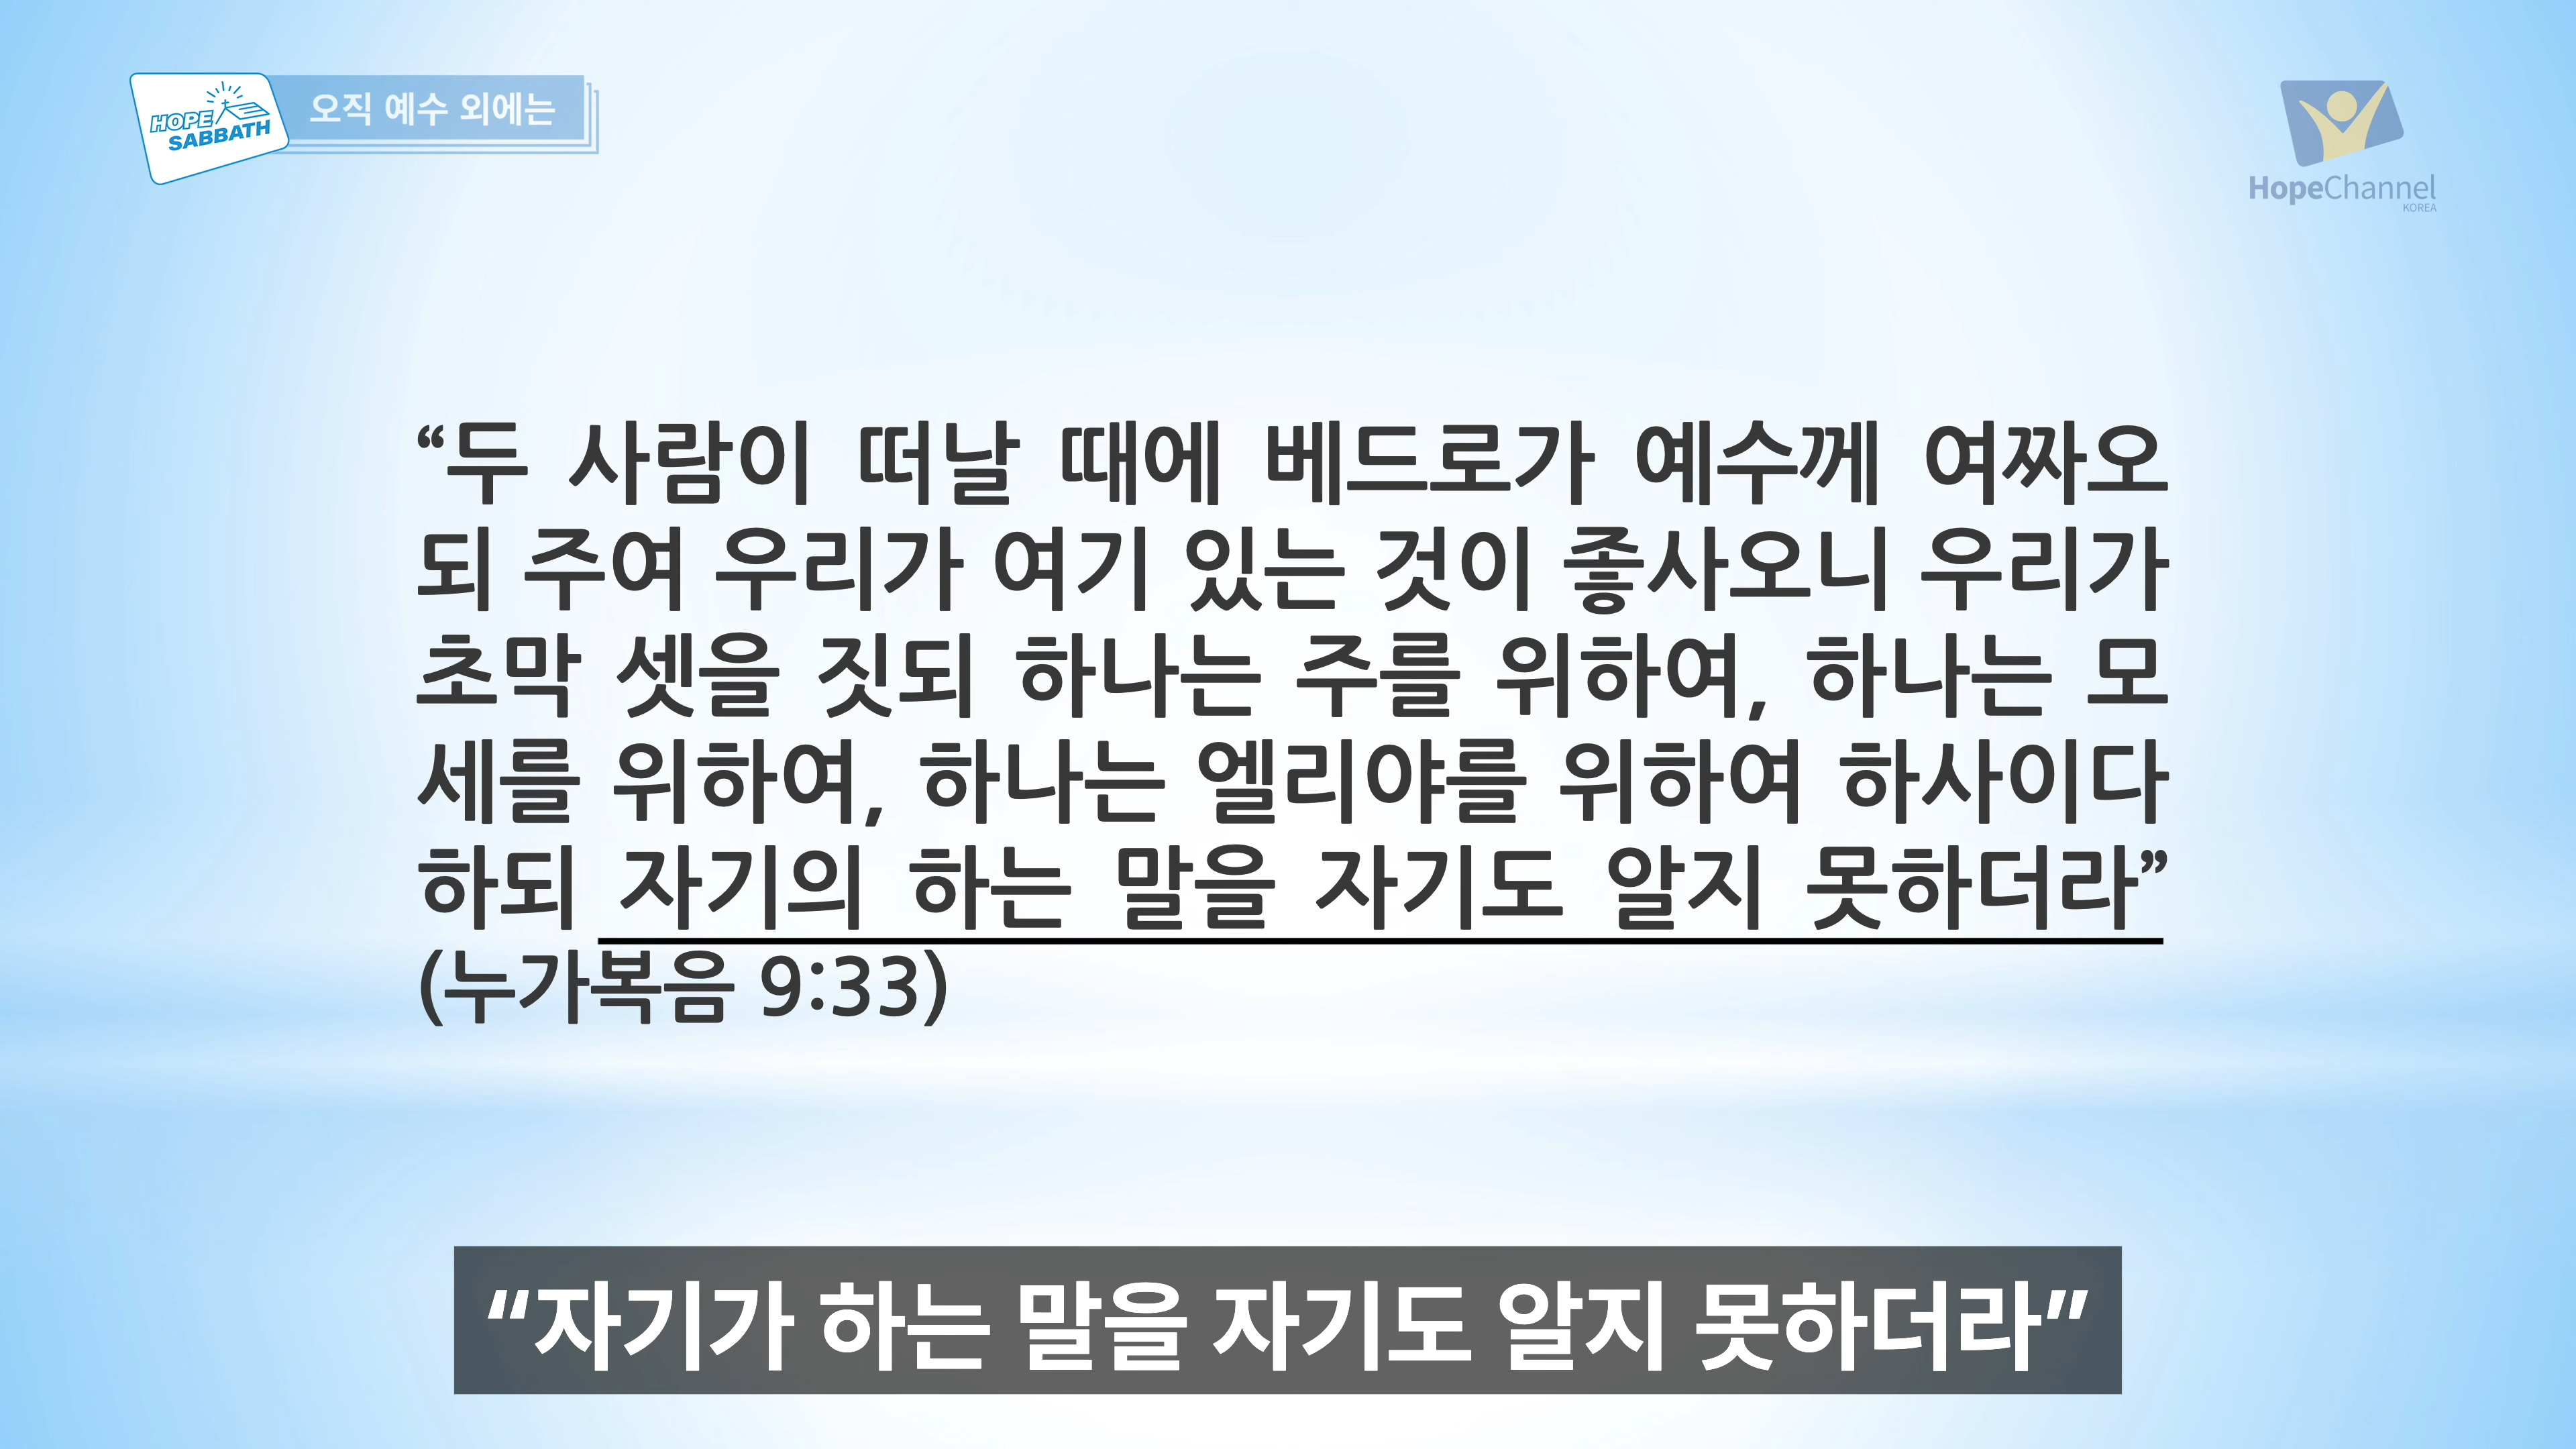 HOPE
SABBATH
오직 예수 외에는
HopeChannel
KOREA
“두 사람이 떠날 때에 베드로가 예수께 여짜오
되 주여 우리가 여기 있는 것이 좋사오니 우리가
초막 셋을 짓되 하나는 주를 위하여, 하나는 모
세를 위하여, 하나는 엘리야를 위하여 하사이다
하되 자기의 하는 말을 자기도 알지 못하더라”
(누가복음 9:33)
“자기가 하는 말을 자기도 알지 못하더라”